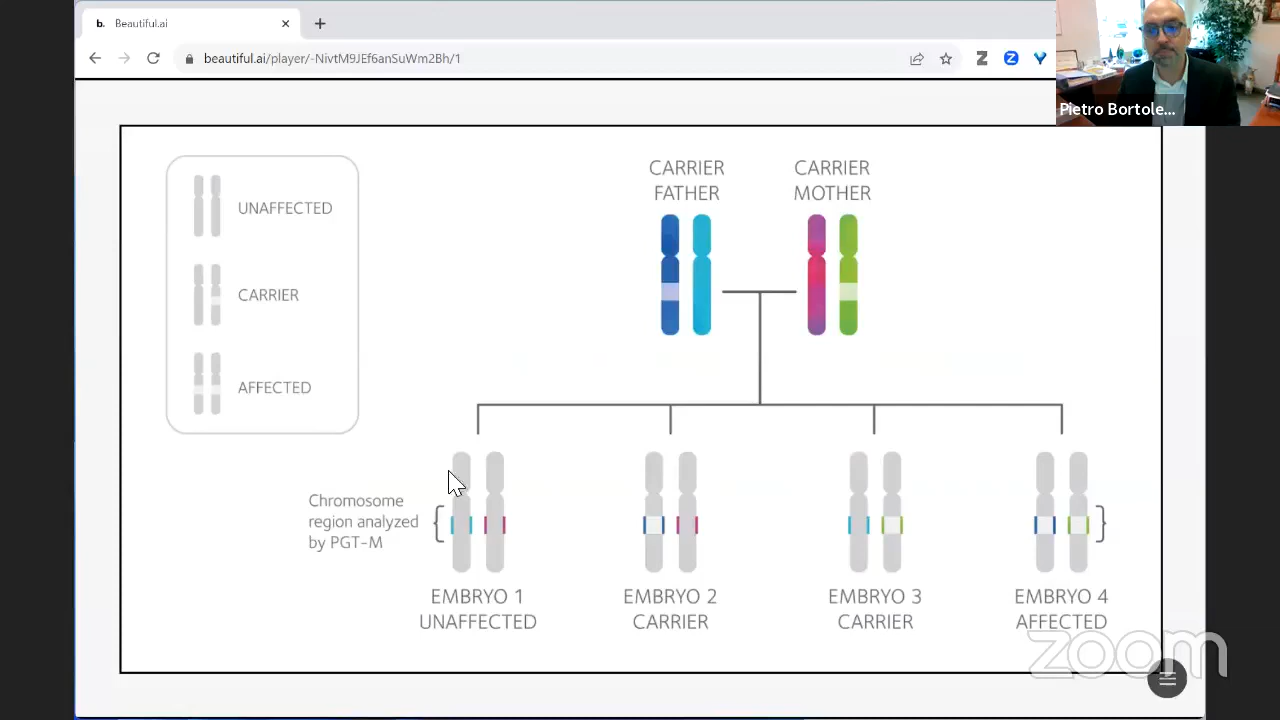 b. Beautiful.ai
beautiful.ai/player/-NivtM9JEf6anSuWm2Bh/1
Pietro Bortole...
UNAFFECTED
CARRIER
AFFECTED
CARRIER
FATHER
CARRIER
MOTHER
Chromosome
region analyzed
by PGT-M
EMBRYO 1
UNAFFECTED
EMBRYO 2
CARRIER
EMBRYO 3
CARRIER
EMBRYO 4
AFFECTED
zoom